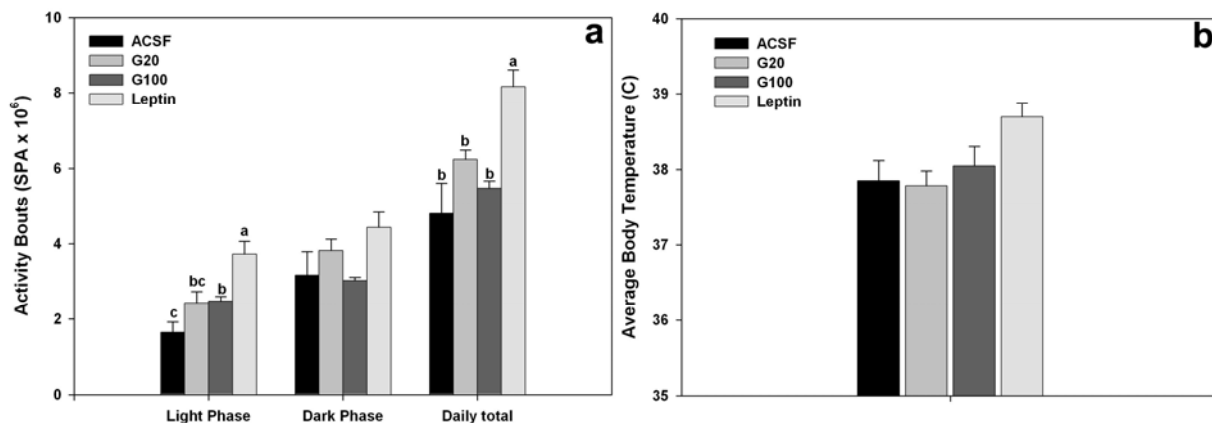 a
Activity Bouts (SPA x 10⁶)
10
8
6
4
2
0
ACSF
G20
G100
Leptin
c
bc
b
a
b
b
b
a
Light Phase
Dark Phase
Daily total
b
Average Body Temperature (C)
40
39
38
37
36
35
ACSF
G20
G100
Leptin